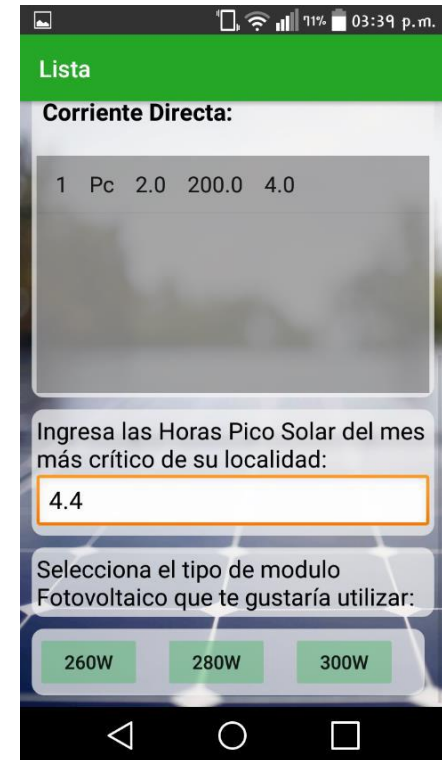 71% 03:39 p.m.
Lista
Corriente Directa:
1 Pc 2.0 200.0 4.0
Ingresa las Horas Pico Solar del mes
más crítico de su localidad:
4.4
Selecciona el tipo de modulo
Fotovoltaico que te gustaría utilizar:
260W 280W 300W